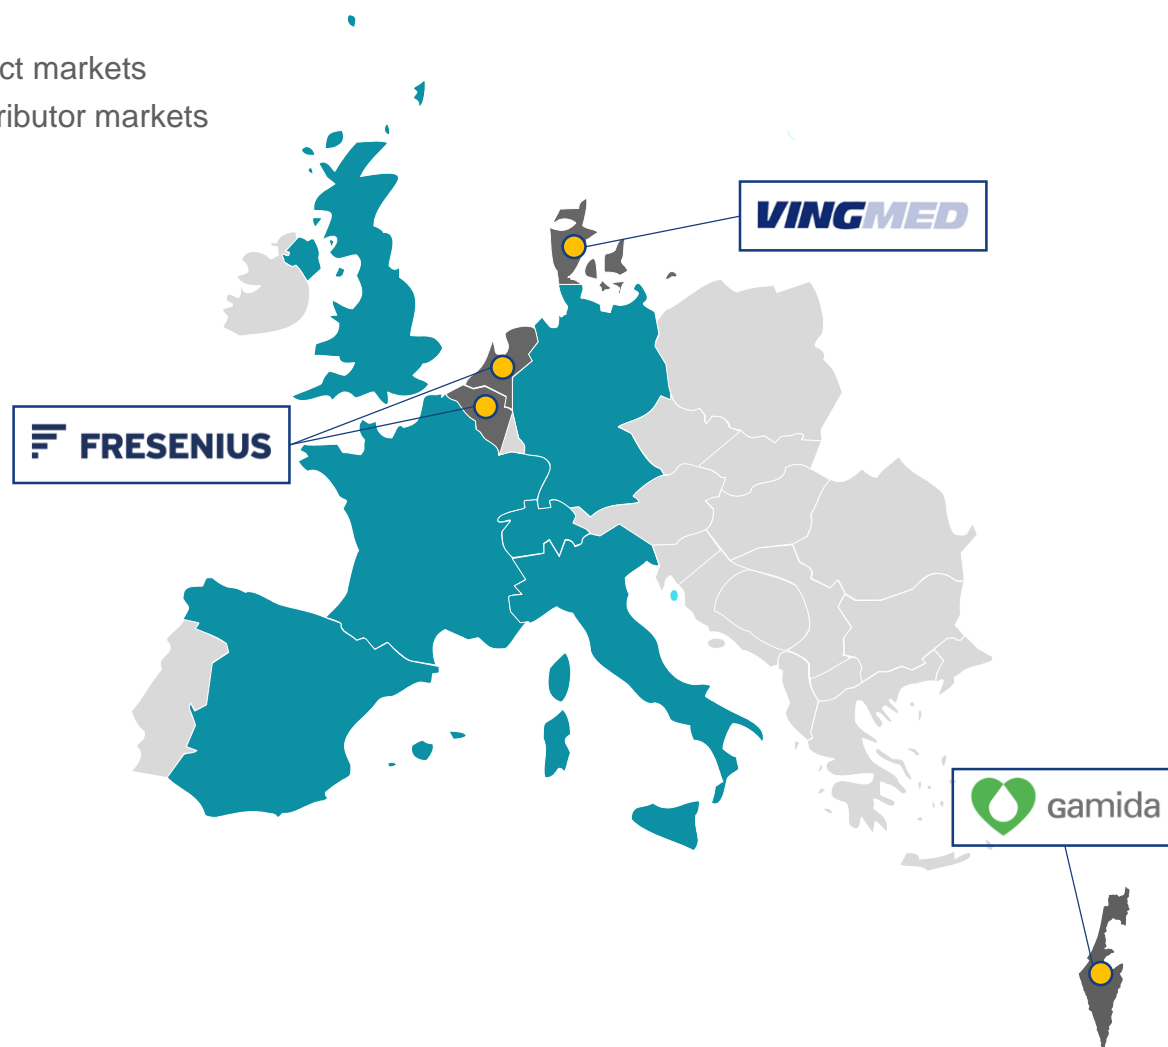 ct markets
ributor markets
VINGMED
FRESENIUS
gamida